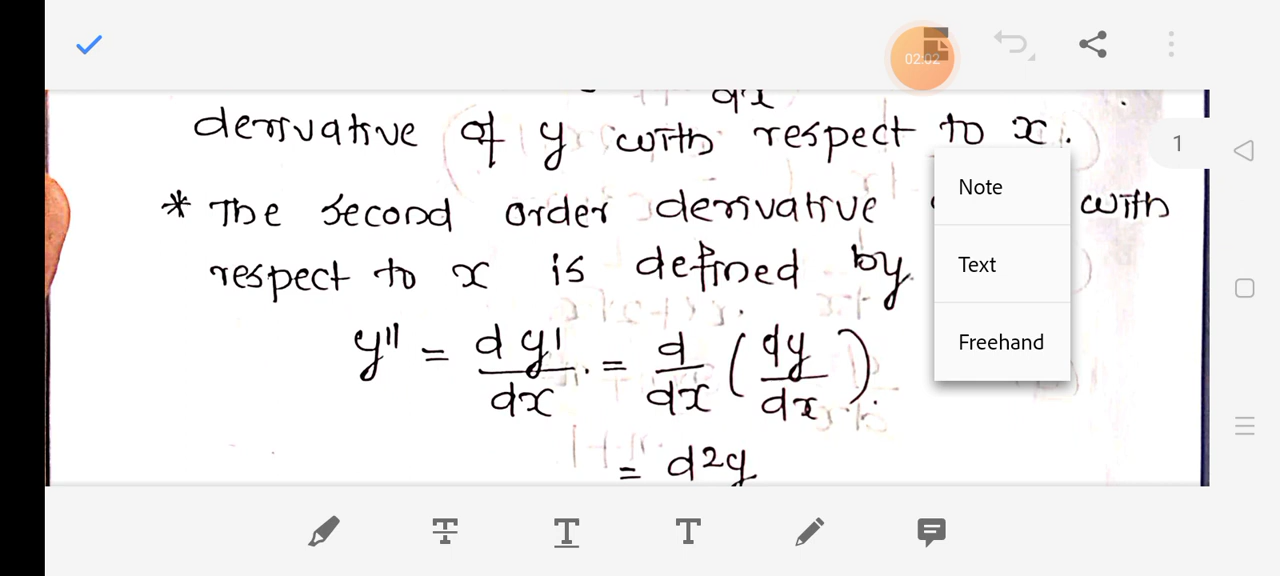 02:02
derivative of y with respect to x.
1
Note
* The second order derivative with
Text
respect to x is defined by
Freehand
y" = dy'/dx . = d/dx (dy/dx).
= d2y